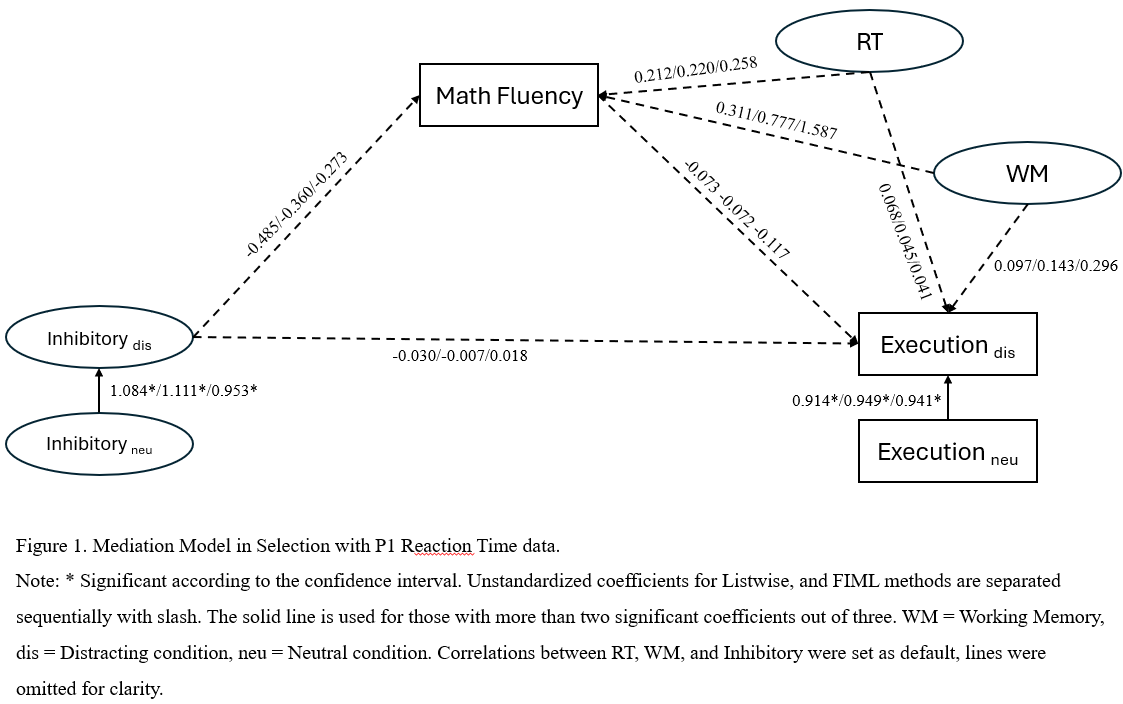 RT
0.212/0.220/0.258
Math Fluency
0.311/0.777/1.587
WM
-0.485/-0.360/-0.273
-0.073 -0.072 -0.117
0.068/0.045/0.041
0.097/0.143/0.296
Inhibitory dis
-0.030/-0.007/0.018
Execution dis
1.084*/1.111*/0.953*
0.914*/0.949*/0.941*
Inhibitory neu
Execution neu
Figure 1. Mediation Model in Selection with P1 Reaction Time data.
Note: * Significant according to the confidence interval. Unstandardized coefficients for Listwise, and FIML methods are separated
sequentially with slash. The solid line is used for those with more than two significant coefficients out of three. WM = Working Memory,
dis = Distracting condition, neu = Neutral condition. Correlations between RT, WM, and Inhibitory were set as default, lines were
omitted for clarity.